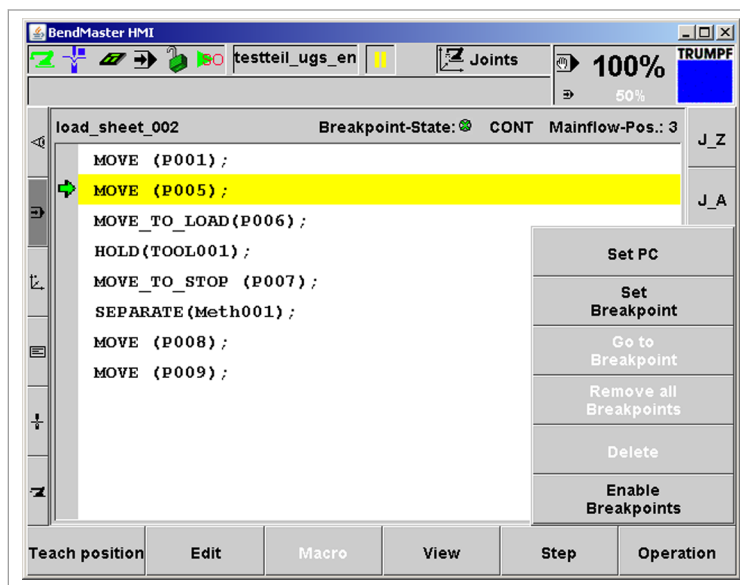 BendMaster HMI
SO testteil_ugs_en Joints 100% TRUMPF
50%
load_sheet_002 Breakpoint-State: CONT Mainflow-Pos.: 3
J_Z
MOVE (P001);
MOVE (P005);
J_A
MOVE_TO_LOAD(P006);
HOLD(TOOL001);
MOVE_TO_STOP (P007);
SEPARATE(Meth001);
MOVE (P008);
MOVE (P009);
Set PC
Set
Breakpoint
Go to
Breakpoint
Remove all
Breakpoints
Delete
Enable
Breakpoints
Teach position Edit Macro View Step Operation